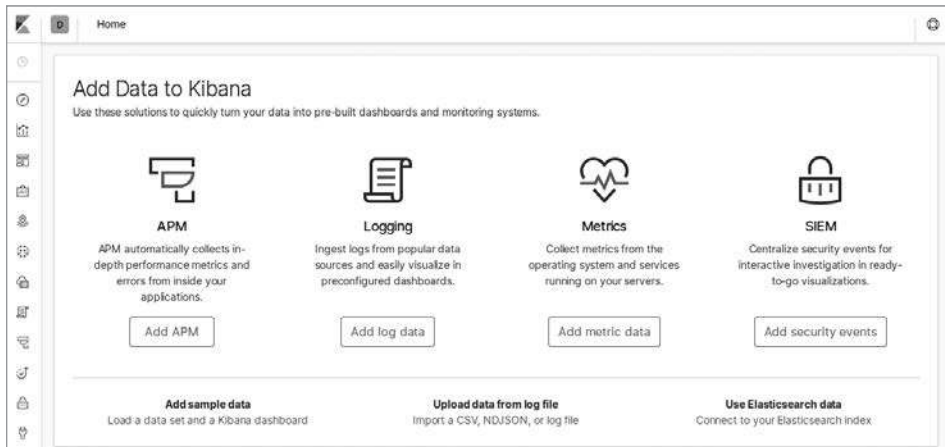 D Home
Add Data to Kibana
Use these solutions to quickly turn your data into pre-built dashboards and monitoring systems.
APM
APM automatically collects in-
depth performance metrics and
errors from inside your
applications.
Add APM
Logging
Ingest logs from popular data
sources and easily visualize in
preconfigured dashboards.
Add log data
Metrics
Collect metrics from the
operating system and services
running on your servers.
Add metric data
SIEM
Centralize security events for
interactive investigation in ready-
to-go visualizations.
Add security events
Add sample data
Load a data set and a Kibana dashboard
Upload data from log file
Import a CSV, NDJSON, or log file
Use Elasticsearch data
Connect to your Elasticsearch index